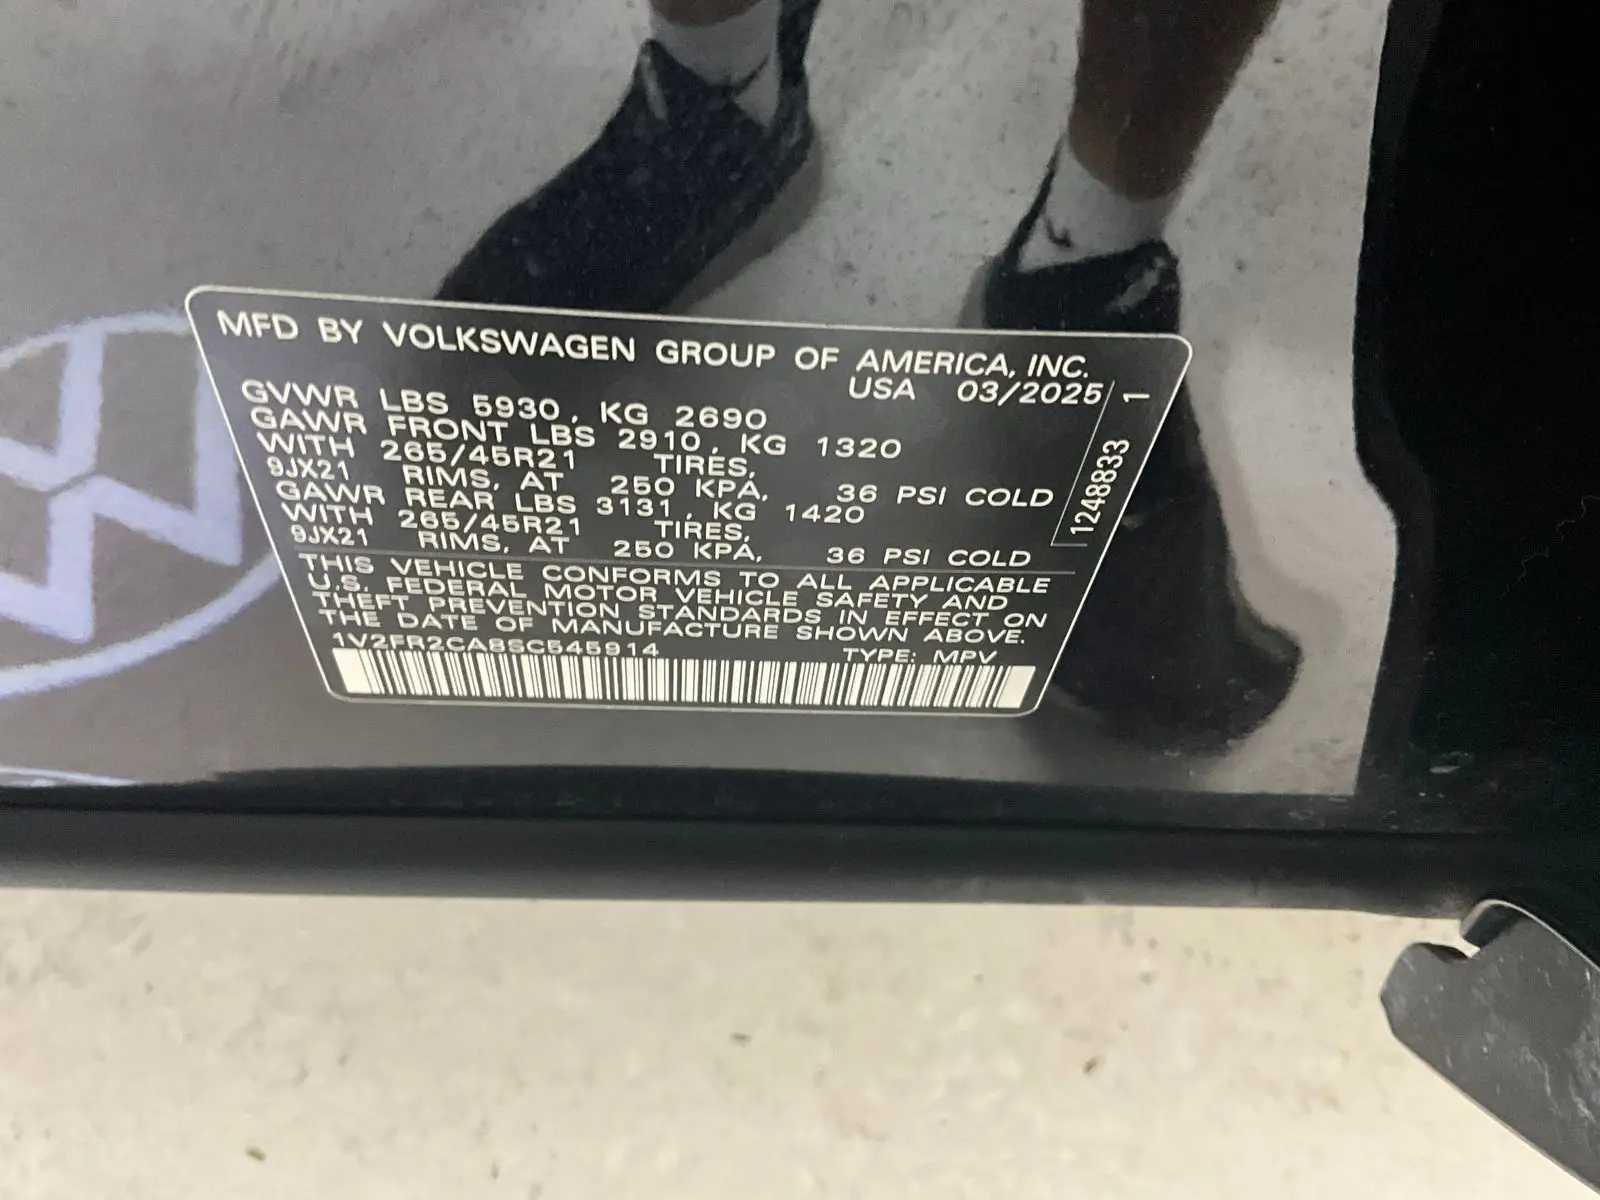 MFD BY VOLKSWAGEN GROUP OF AMERICA, INC.
USA 03/2025
GVWR LBS 5930, KG 2690
GAWR FRONT LBS 2910, KG 1320
WITH 265/45R21 TIRES,
9JX21 RIMS, AT 250 KPA, 36 PSI COLD
GAWR REAR LBS 3131, KG 1420
WITH 265/45R21 TIRES,
9JX21 RIMS, AT 250 KPA, 36 PSI COLD
1248833 1
THIS VEHICLE CONFORMS TO ALL APPLICABLE
U.S. FEDERAL MOTOR VEHICLE SAFETY AND
THEFT PREVENTION STANDARDS IN EFFECT ON
THE DATE OF MANUFACTURE SHOWN ABOVE.
1V2FR2CA8SC545914 TYPE: MPV